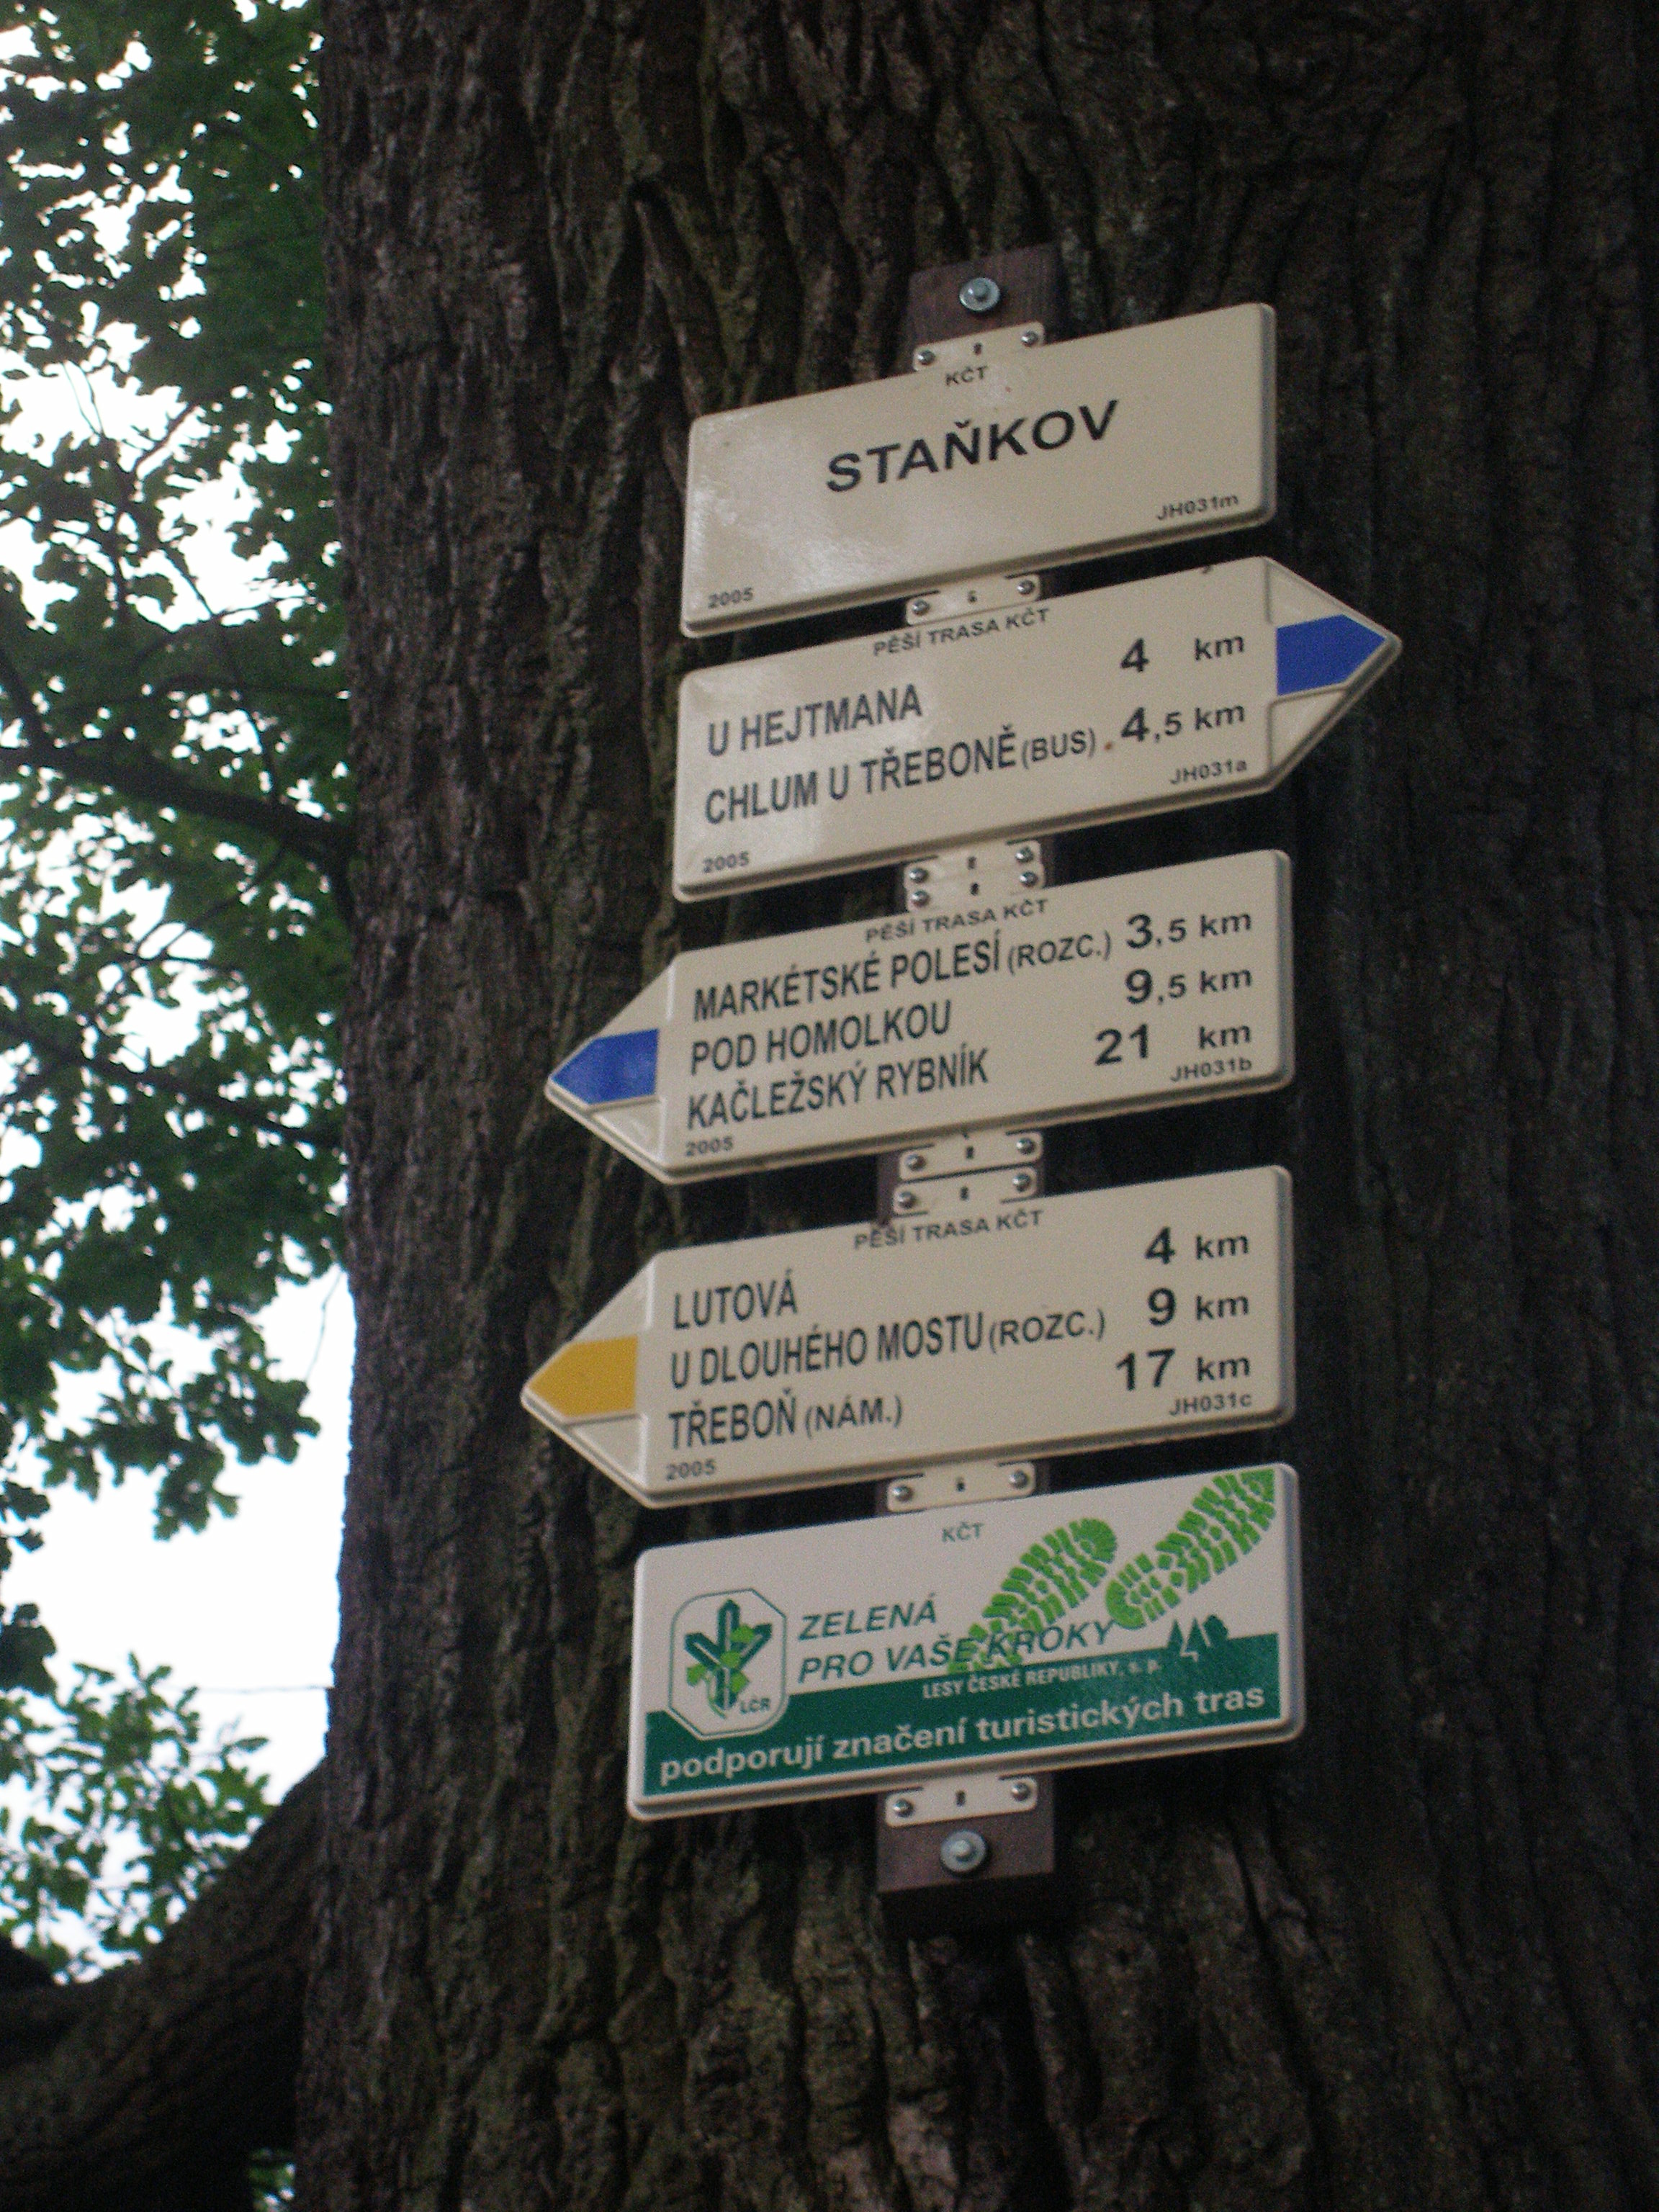 KČT
STAŇKOV
JH031m
2005
PĚŠÍ TRASA KČT
U HEJTMANA 4 km
CHLUM U TŘEBONĚ (BUS) 4,5 km
JH031a
2005
PĚŠÍ TRASA KČT
MARKÉTSKÉ POLESÍ (ROZC.) 3,5 km
POD HOMOLKOU 9,5 km
KAČLEŽSKÝ RYBNÍK 21 km
JH031b
2005
PĚŠÍ TRASA KČT
LUTOVÁ 4 km
U DLOUHÉHO MOSTU (ROZC.) 9 km
TŘEBOŇ (NÁM.) 17 km
JH031c
2005
KČT
ZELENÁ
PRO VAŠE KROKY
LČR
LESY ČESKÉ REPUBLIKY, s. p.
podporují značení turistických tras